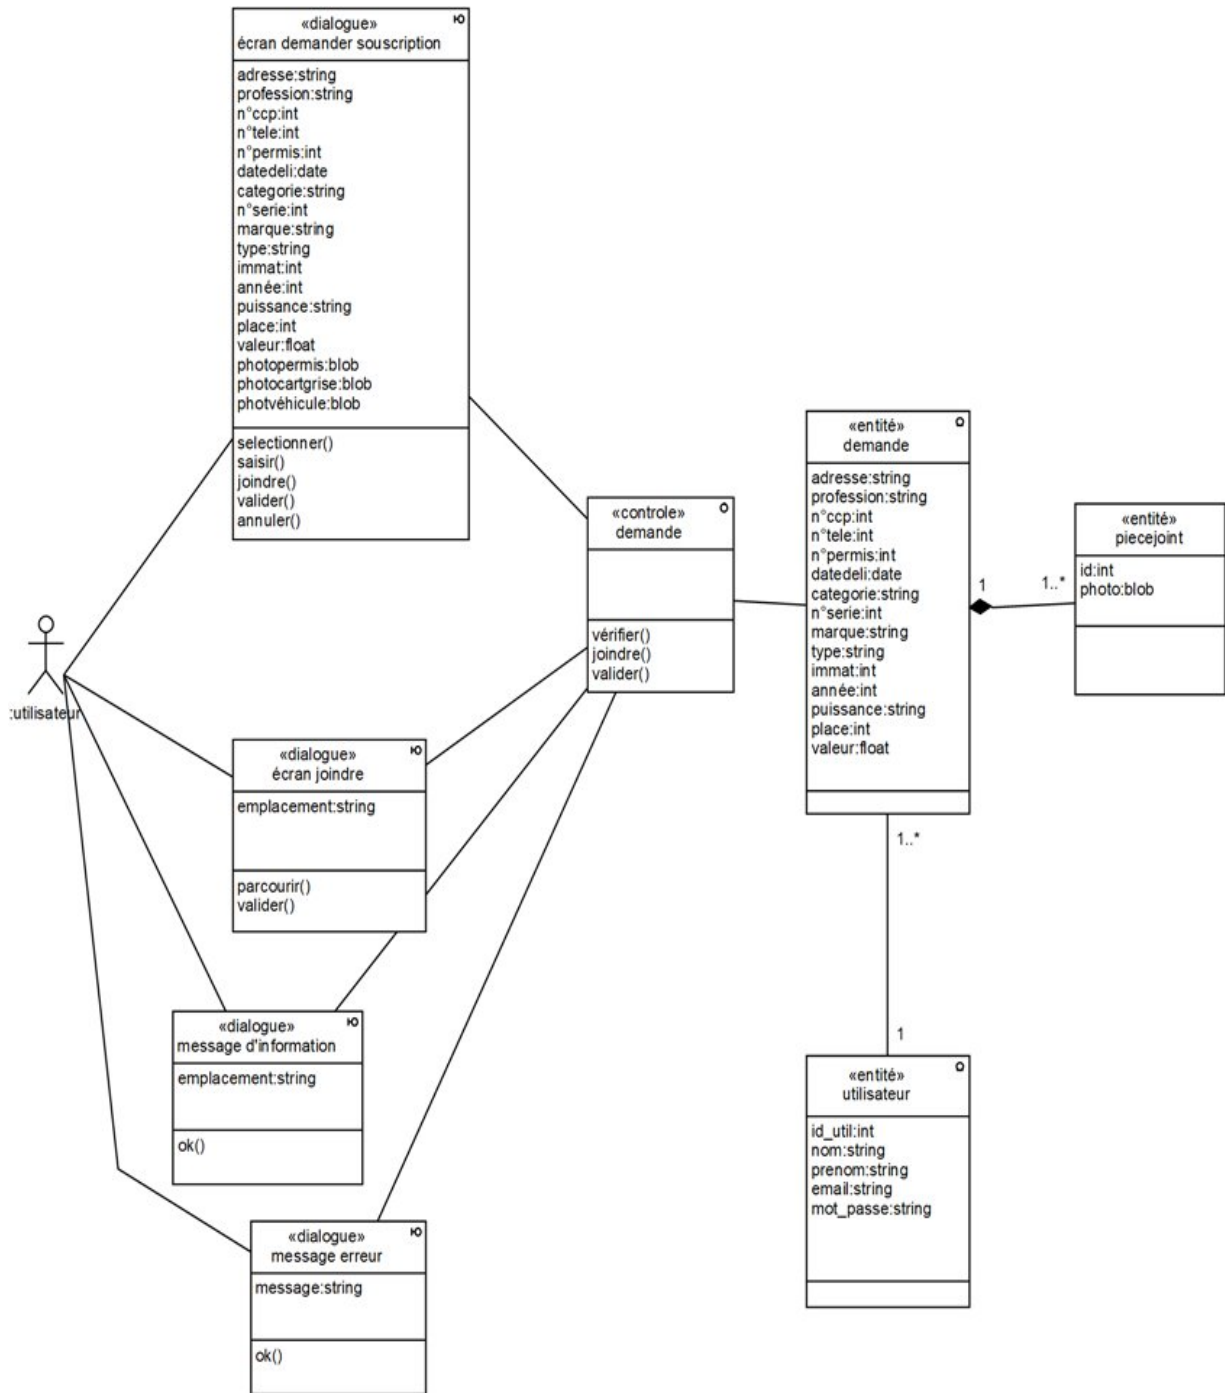 «dialogue»
écran demander souscription
adresse:string
profession:string
n°ccp:int
n°tele:int
n°permis:int
datedeli:date
categorie:string
n°serie:int
marque:string
type:string
immat:int
année:int
puissance:string
place:int
valeur:float
photopermis:blob
photocartgrise:blob
photvéhicule:blob
selectionner()
saisir()
joindre()
valider()
annuler()
:utilisateur
«dialogue»
écran joindre
emplacement:string
parcourir()
valider()
«dialogue»
message d'information
emplacement:string
ok()
«dialogue»
message erreur
message:string
ok()
«controle»
demande
vérifier()
joindre()
valider()
«entité»
demande
adresse:string
profession:string
n°ccp:int
n°tele:int
n°permis:int
datedeli:date
categorie:string
n°serie:int
marque:string
type:string
immat:int
année:int
puissance:string
place:int
valeur:float
1
1..*
«entité»
piecejoint
id:int
photo:blob
1..*
1
«entité»
utilisateur
id_util:int
nom:string
prenom:string
email:string
mot_passe:string